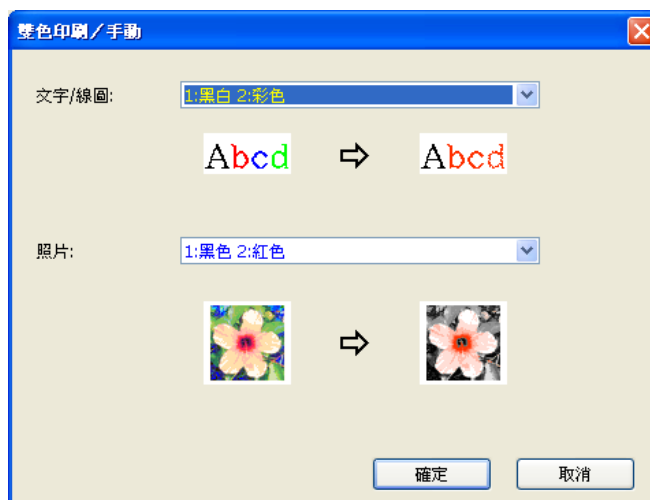 雙色印刷／手動
文字/線圖:
1:黑白 2:彩色
Abcd ⇨ Abcd
照片:
1:黑色 2:紅色
確定
取消